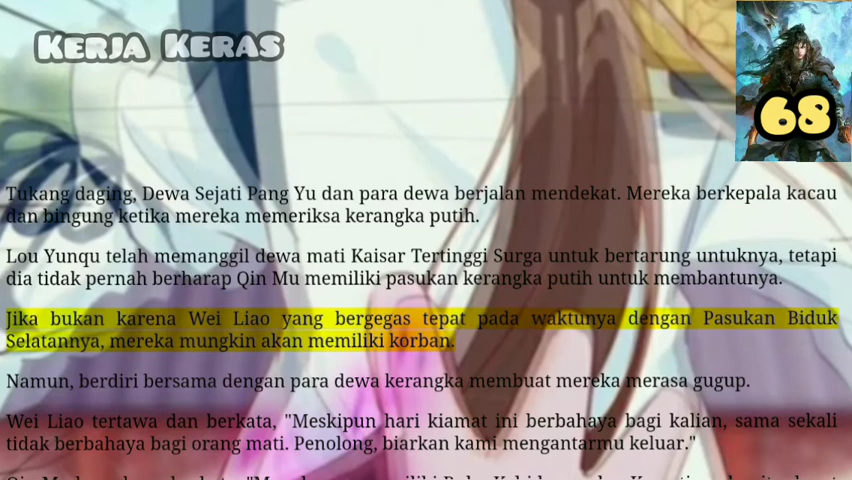 Kerja Keras
68
Tukang daging, Dewa Sejati Pang Yu dan para dewa berjalan mendekat. Mereka berkepala kacau
dan bingung ketika mereka memeriksa kerangka putih.
Lou Yunqu telah memanggil dewa mati Kaisar Tertinggi Surga untuk bertarung untuknya, tetapi
dia tidak pernah berharap Qin Mu memiliki pasukan kerangka putih untuk membantunya.
Jika bukan karena Wei Liao yang bergegas tepat pada waktunya dengan Pasukan Biduk
Selatannya, mereka mungkin akan memiliki korban.
Namun, berdiri bersama dengan para dewa kerangka membuat mereka merasa gugup.
Wei Liao tertawa dan berkata, "Meskipun hari kiamat ini berbahaya bagi kalian, sama sekali
tidak berbahaya bagi orang mati. Penolong, biarkan kami mengantarmu keluar."